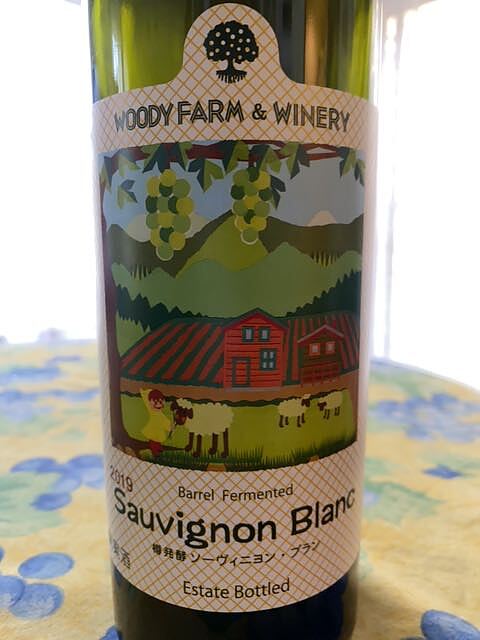 WOODY FARM & WINERY
2019
Barrel Fermented
Sauvignon Blanc
樽発酵 ソーヴィニヨン・ブラン
Estate Bottled